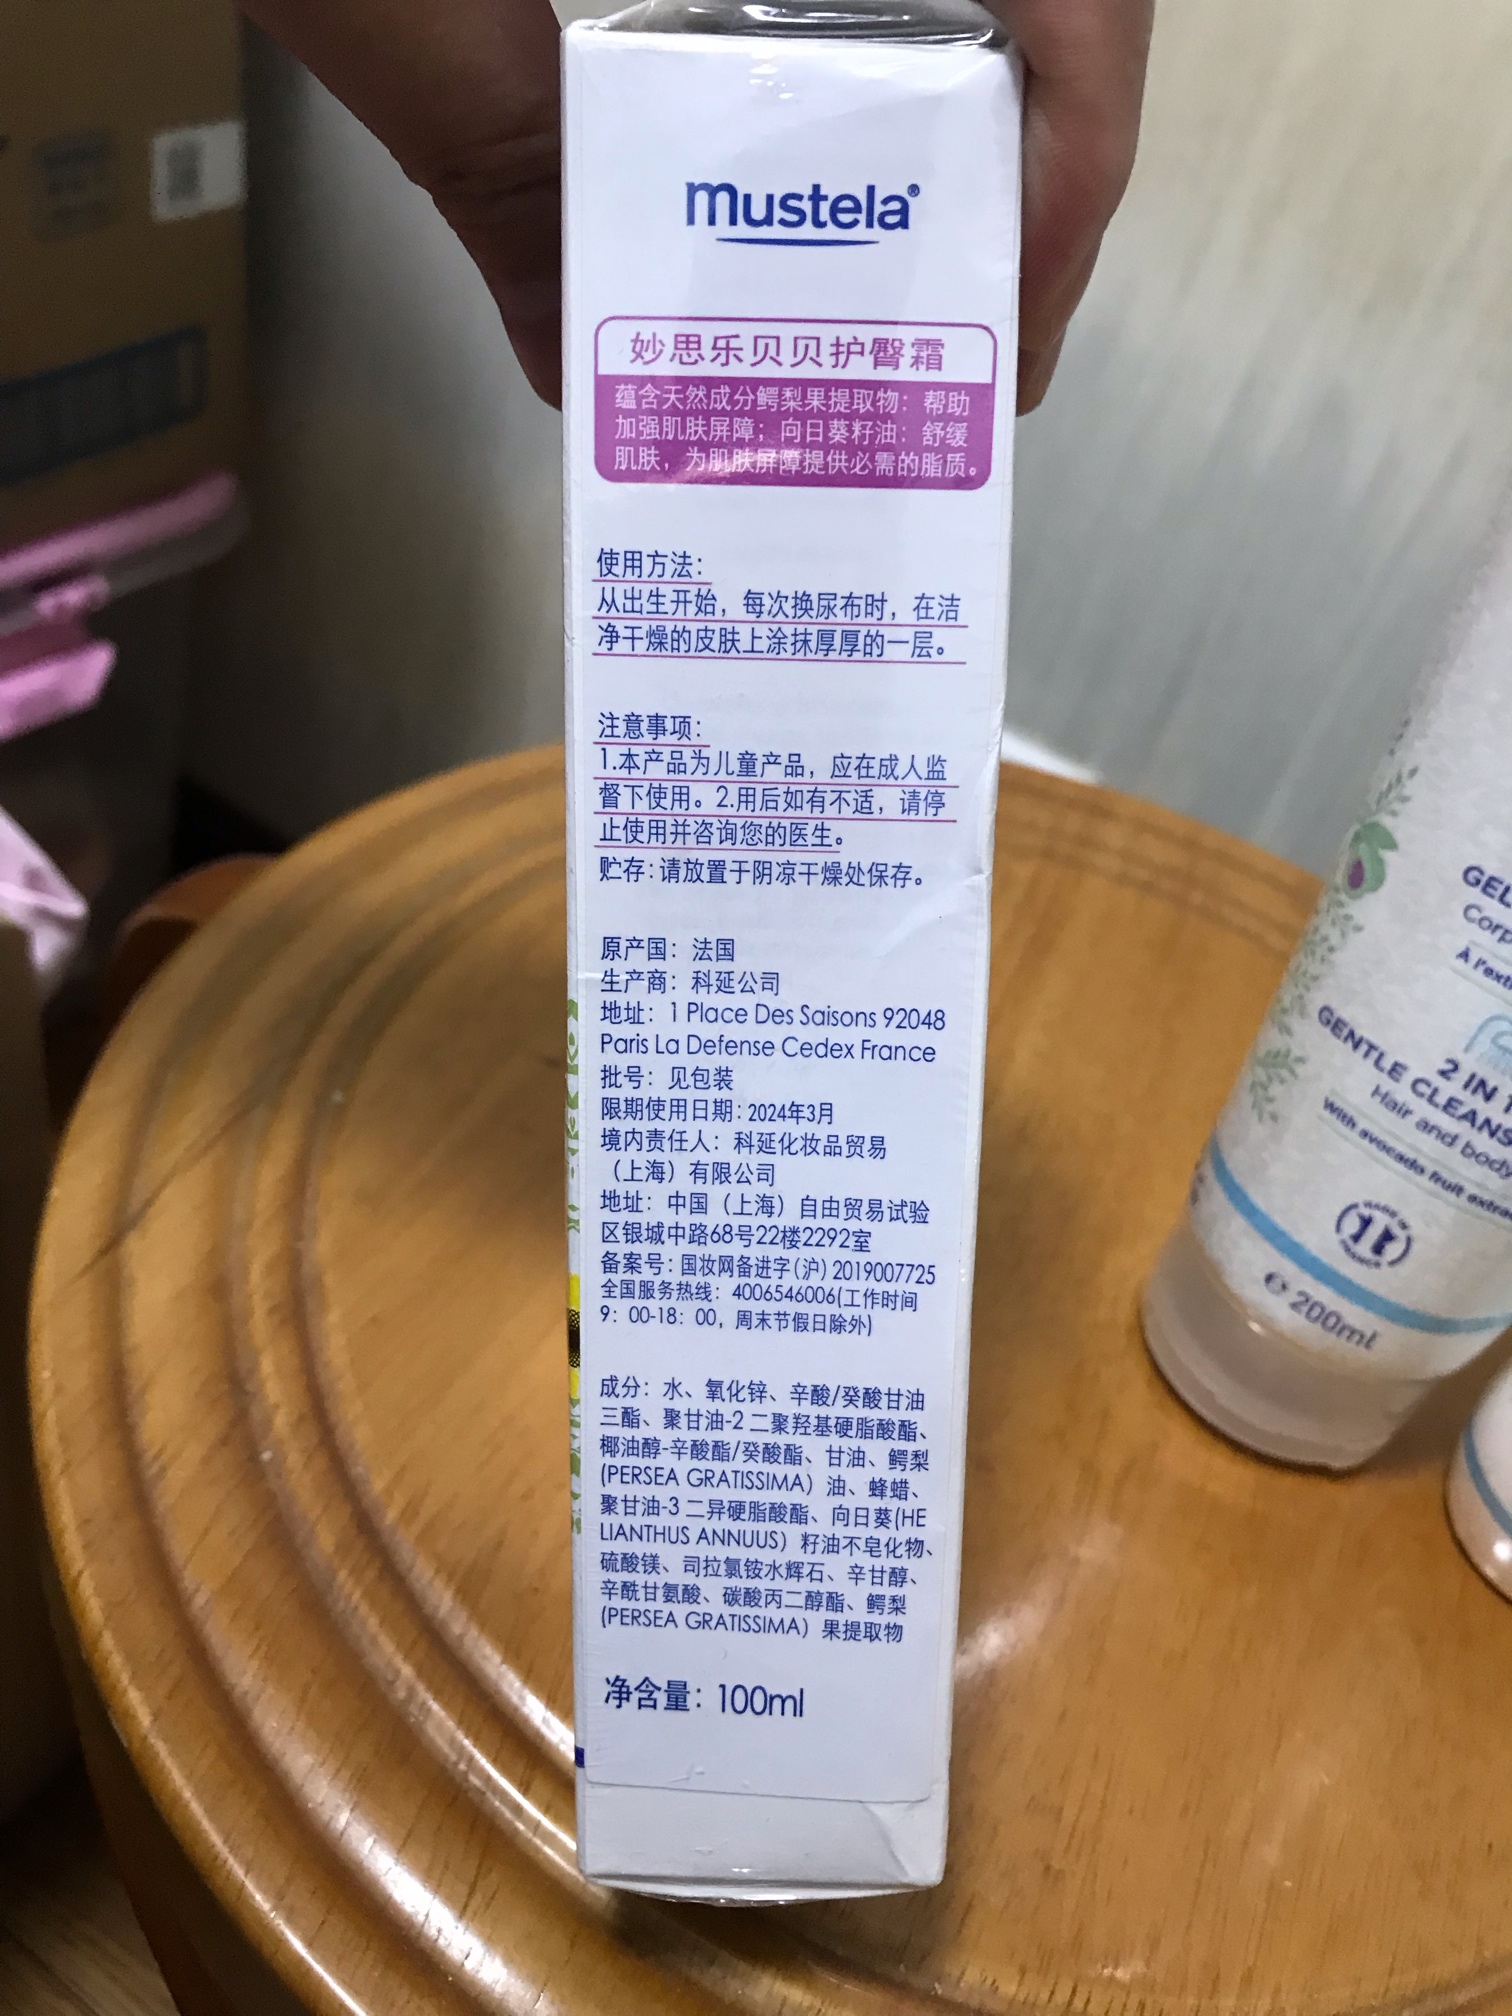 mustela®
妙思乐贝贝护臀霜
蕴含天然成分鳄梨果提取物：帮助
加强肌肤屏障；向日葵籽油：舒缓
肌肤，为肌肤屏障提供必需的脂质。
使用方法：
从出生开始，每次换尿布时，在洁
净干燥的皮肤上涂抹厚厚的一层。
注意事项：
1.本产品为儿童产品，应在成人监
督下使用。2.用后如有不适，请停
止使用并咨询您的医生。
贮存：请放置于阴凉干燥处保存。
原产国：法国
生产商：科延公司
地址：1 Place Des Saisons 92048
Paris La Defense Cedex France
批号：见包装
限期使用日期：2024年3月
境内责任人：科延化妆品贸易
（上海）有限公司
地址：中国（上海）自由贸易试验
区银城中路68号22楼2292室
备案号：国妆网备进字（沪）2019007725
全国服务热线：4006546006(工作时间
9：00-18：00，周末节假日除外)
成分：水、氧化锌、辛酸/癸酸甘油
三酯、聚甘油-2 二聚羟基硬脂酸酯、
椰油醇-辛酸酯/癸酸酯、甘油、鳄梨
(PERSEA GRATISSIMA）油、蜂蜡、
聚甘油-3 二异硬脂酸酯、向日葵(HE
LIANTHUS ANNUUS）籽油不皂化物、
硫酸镁、司拉氯铵水辉石、辛甘醇、
辛酰甘氨酸、碳酸丙二醇酯、鳄梨
(PERSEA GRATISSIMA）果提取物
净含量：100ml
GEL
Corp
À l'ext
2 IN 1
GENTLE CLEANS
Hair and body
With avocado fruit extrac
MADE IN
FRANCE
e 200ml